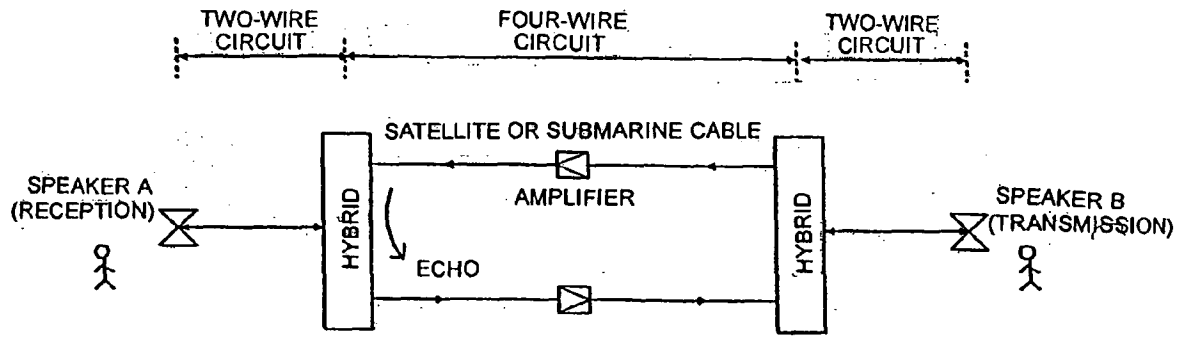 TWO-WIRE
CIRCUIT
FOUR-WIRE
CIRCUIT
TWO-WIRE
CIRCUIT
SATELLITE OR SUBMARINE CABLE
SPEAKER A
(RECEPTION)
HYBRID
AMPLIFIER
ECHO
HYBRID
SPEAKER B
(TRANSMISSION)